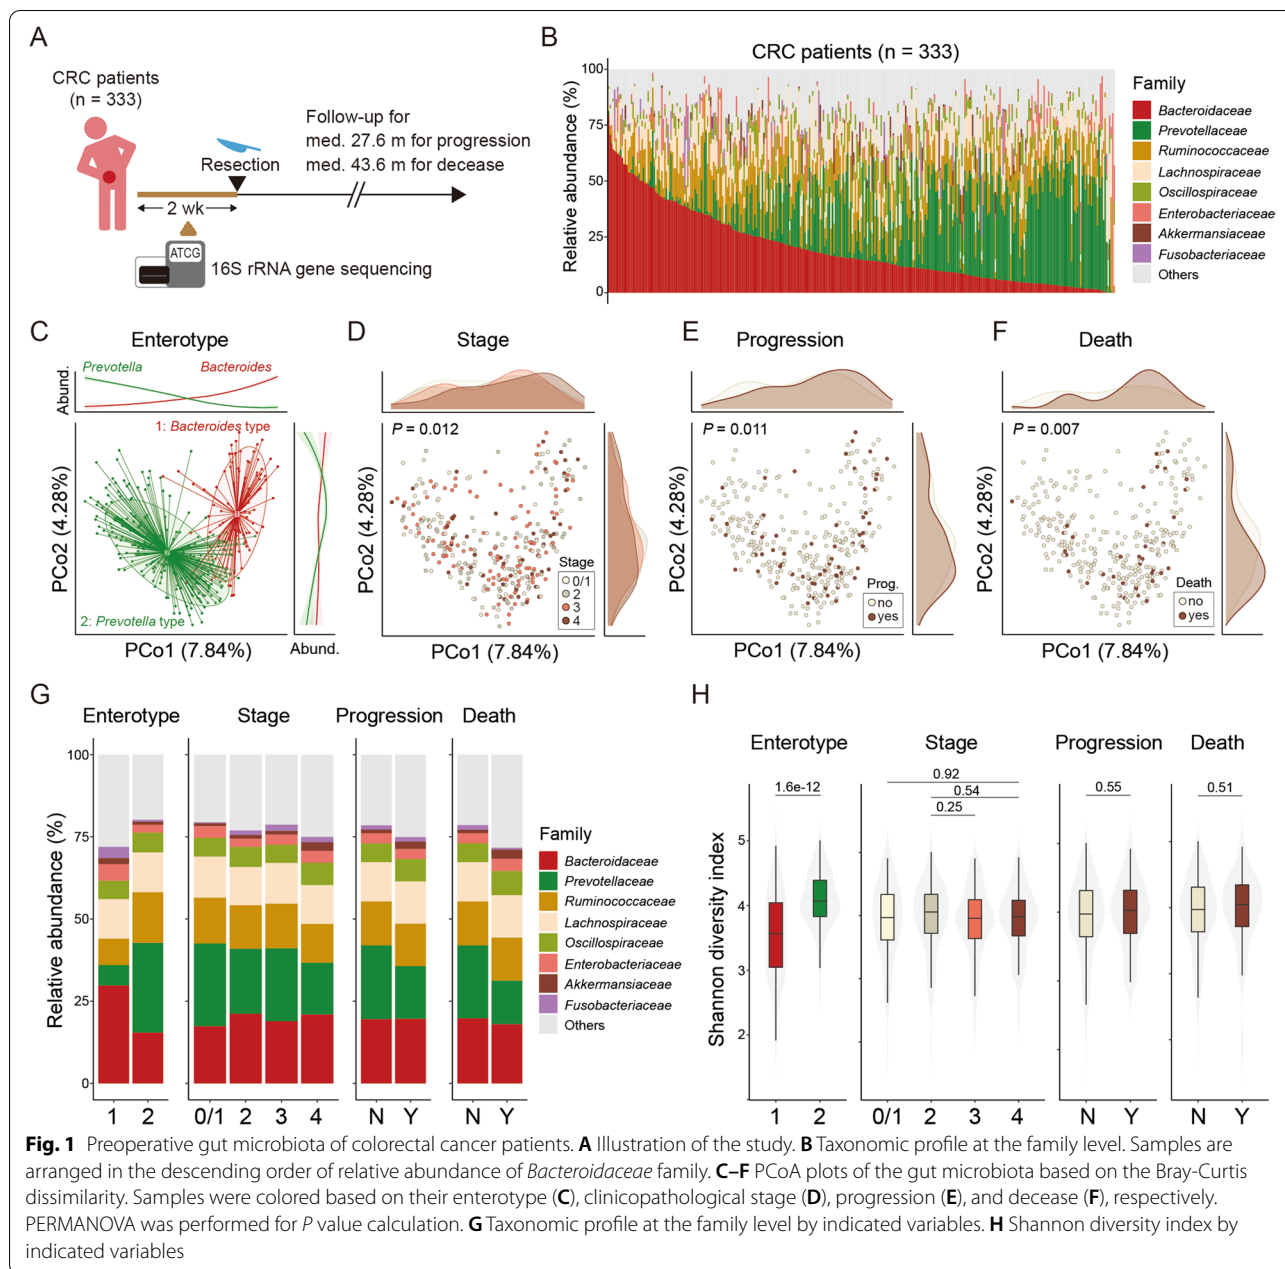 A
CRC patients
(n = 333)
Resection
Follow-up for
med. 27.6 m for progression
med. 43.6 m for decease
2 wk
ATCG
16S rRNA gene sequencing
B
CRC patients (n = 333)
Relative abundance (%)
100
75
50
25
0
Family
Bacteroidaceae
Prevotellaceae
Ruminococcaceae
Lachnospiraceae
Oscillospiraceae
Enterobacteriaceae
Akkermansiaceae
Fusobacteriaceae
Others
C
Enterotype
Abund.
Prevotella
Bacteroides
1: Bacteroides type
2: Prevotella type
PCo2 (4.28%)
PCo1 (7.84%)
Abund.
D
Stage
P = 0.012
PCo2 (4.28%)
Stage
0/1
2
3
4
PCo1 (7.84%)
E
Progression
P = 0.011
PCo2 (4.28%)
Prog.
no
yes
PCo1 (7.84%)
F
Death
P = 0.007
PCo2 (4.28%)
Death
no
yes
PCo1 (7.84%)
G
Enterotype
Stage
Progression
Death
Relative abundance (%)
100
75
50
25
0
1 2
0/1 2 3 4
N Y
N Y
Family
Bacteroidaceae
Prevotellaceae
Ruminococcaceae
Lachnospiraceae
Oscillospiraceae
Enterobacteriaceae
Akkermansiaceae
Fusobacteriaceae
Others
H
Enterotype
Stage
Progression
Death
Shannon diversity index
5
4
3
2
1.6e-12
0.92
0.54
0.25
0.55
0.51
1 2
0/1 2 3 4
N Y
N Y
Fig. 1 Preoperative gut microbiota of colorectal cancer patients. A Illustration of the study. B Taxonomic profile at the family level. Samples are
arranged in the descending order of relative abundance of Bacteroidaceae family. C–F PCoA plots of the gut microbiota based on the Bray-Curtis
dissimilarity. Samples were colored based on their enterotype (C), clinicopathological stage (D), progression (E), and decease (F), respectively.
PERMANOVA was performed for P value calculation. G Taxonomic profile at the family level by indicated variables. H Shannon diversity index by
indicated variables